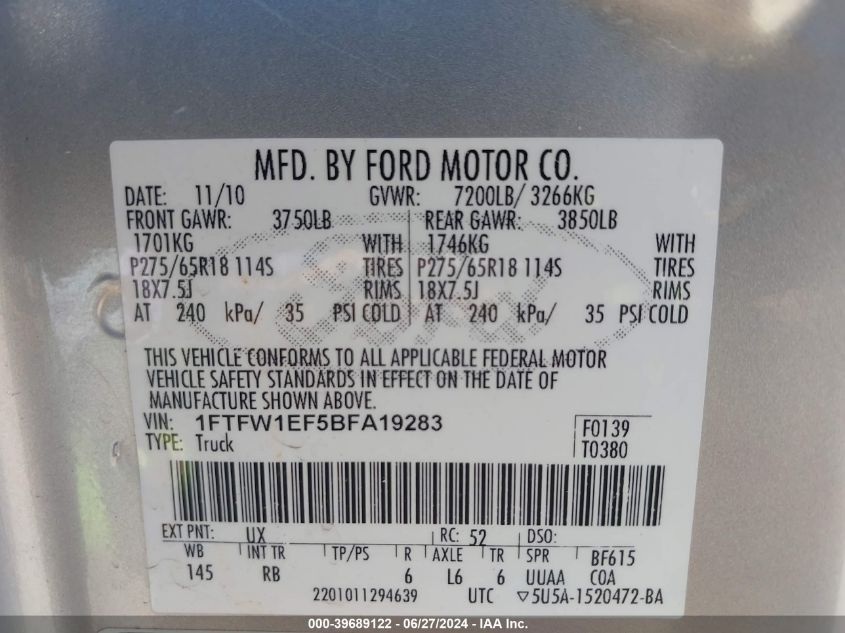 MFD. BY FORD MOTOR CO.
DATE: 11/10 GVWR: 7200LB/ 3266KG
FRONT GAWR: 3750LB REAR GAWR: 3850LB
1701KG WITH 1746KG WITH
P275/65R18 114S TIRES P275/65R18 114S TIRES
18X7.5J RIMS 18X7.5J RIMS
AT 240 kPa/ 35 PSI COLD AT 240 kPa/ 35 PSI COLD
THIS VEHICLE CONFORMS TO ALL APPLICABLE FEDERAL MOTOR
VEHICLE SAFETY STANDARDS IN EFFECT ON THE DATE OF
MANUFACTURE SHOWN ABOVE.
VIN: 1FTFW1EF5BFA19283 F0139
TYPE: Truck T0380
EXT PNT: UX RC: 52 DSO:
WB INT TR TP/PS R AXLE TR SPR BF615
145 RB 6 L6 6 UUAA COA
2201011294639 UTC ▽5U5A-1520472-BA
000-39689122 - 06/27/2024 - IAA Inc.